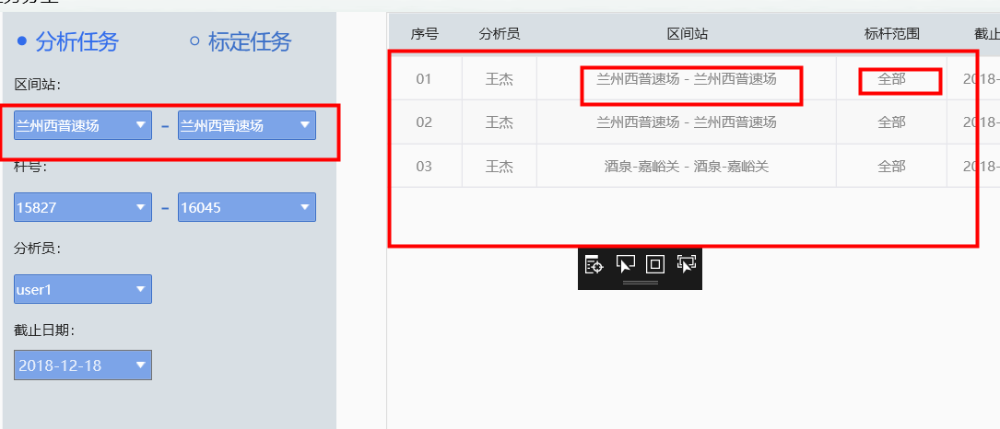 分析任务 标定任务
区间站:
兰州西普速场 - 兰州西普速场
杆号:
15827 - 16045
分析员:
user1
截止日期:
2018-12-18
序号 分析员 区间站 标杆范围 截止
01 王杰 兰州西普速场 - 兰州西普速场 全部 2018-
02 王杰 兰州西普速场 - 兰州西普速场 全部 2018-
03 王杰 酒泉-嘉峪关 - 酒泉-嘉峪关 全部 2018-